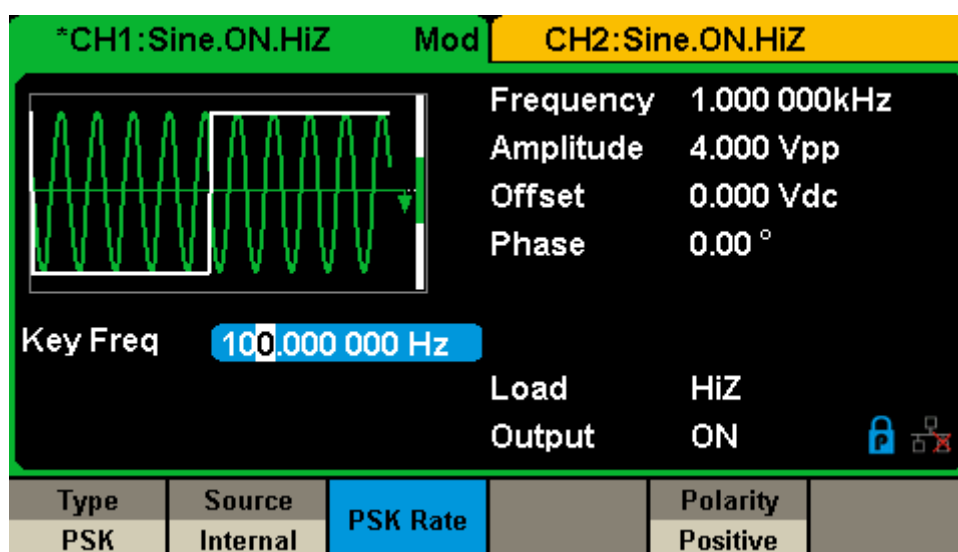 *CH1:Sine.ON.HiZ Mod CH2:Sine.ON.HiZ
Frequency 1.000 000kHz
Amplitude 4.000 Vpp
Offset 0.000 Vdc
Phase 0.00 °
Key Freq 100.000 000 Hz
Load HiZ
Output ON P
Type Source PSK Rate Polarity
PSK Internal Positive